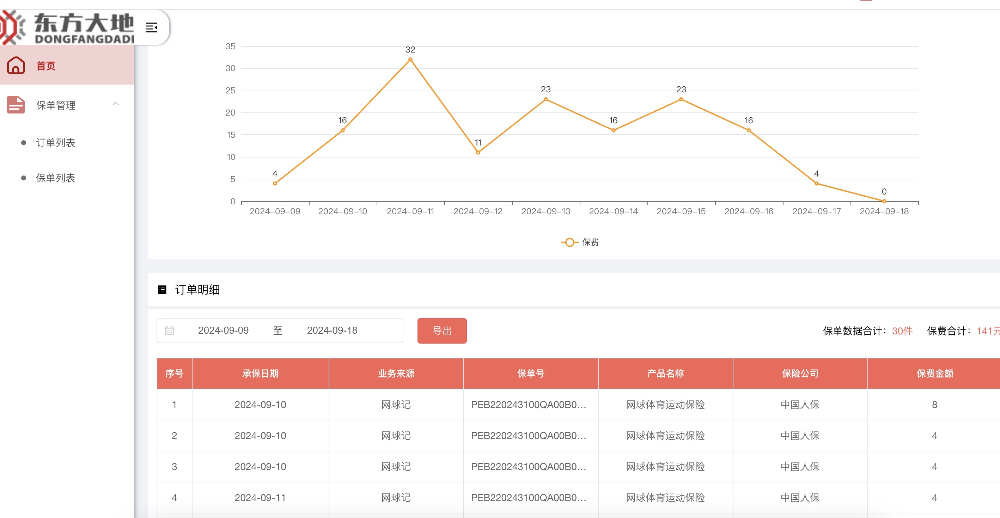 东方大地
DONGFANGDADI
首页
保单管理
订单列表
保单列表
35
30
25
20
15
10
5
0
4
16
32
11
23
16
23
16
4
0
2024-09-09 2024-09-10 2024-09-11 2024-09-12 2024-09-13 2024-09-14 2024-09-15 2024-09-16 2024-09-17 2024-09-18
保费
订单明细
2024-09-09 至 2024-09-18 导出 保单数据合计：30件 保费合计：141元
序号 承保日期 业务来源 保单号 产品名称 保险公司 保费金额
1 2024-09-10 网球记 PEB220243100QA00B0... 网球体育运动保险 中国人保 8
2 2024-09-10 网球记 PEB220243100QA00B0... 网球体育运动保险 中国人保 4
3 2024-09-10 网球记 PEB220243100QA00B0... 网球体育运动保险 中国人保 4
4 2024-09-11 网球记 PEB220243100QA00B0... 网球体育运动保险 中国人保 4